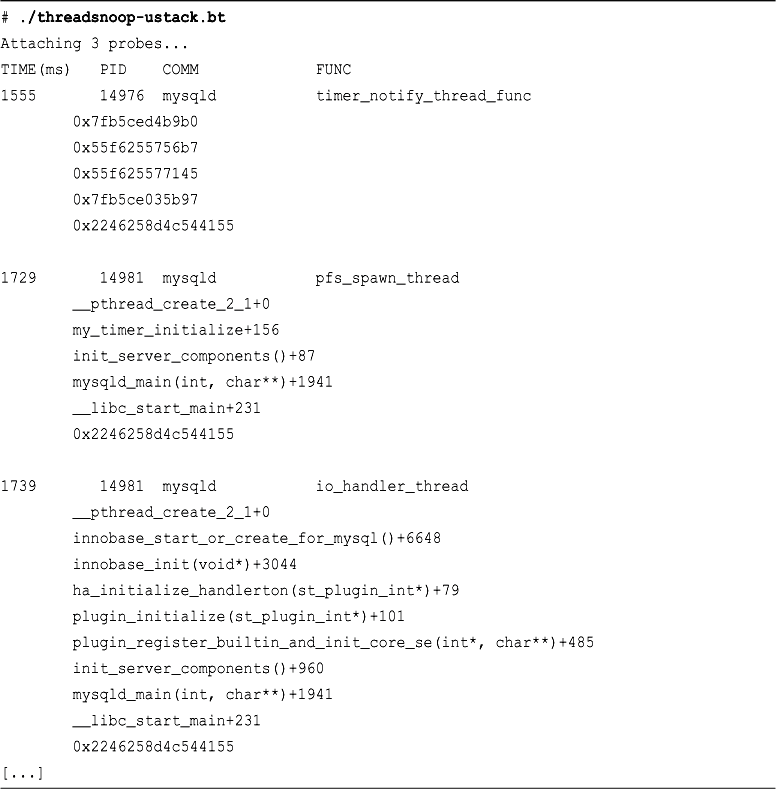 # ./threadsnoop-ustack.bt
Attaching 3 probes...
TIME(ms)   PID    COMM             FUNC
1555       14976  mysqld           timer_notify_thread_func
        0x7fb5ced4b9b0
        0x55f6255756b7
        0x55f625577145
        0x7fb5ce035b97
        0x2246258d4c544155

1729       14981  mysqld           pfs_spawn_thread
        __pthread_create_2_1+0
        my_timer_initialize+156
        init_server_components()+87
        mysqld_main(int, char**)+1941
        __libc_start_main+231
        0x2246258d4c544155

1739       14981  mysqld           io_handler_thread
        __pthread_create_2_1+0
        innobase_start_or_create_for_mysql()+6648
        innobase_init(void*)+3044
        ha_initialize_handlerton(st_plugin_int*)+79
        plugin_initialize(st_plugin_int*)+101
        plugin_register_builtin_and_init_core_se(int*, char**)+485
        init_server_components()+960
        mysqld_main(int, char**)+1941
        __libc_start_main+231
        0x2246258d4c544155
[...]